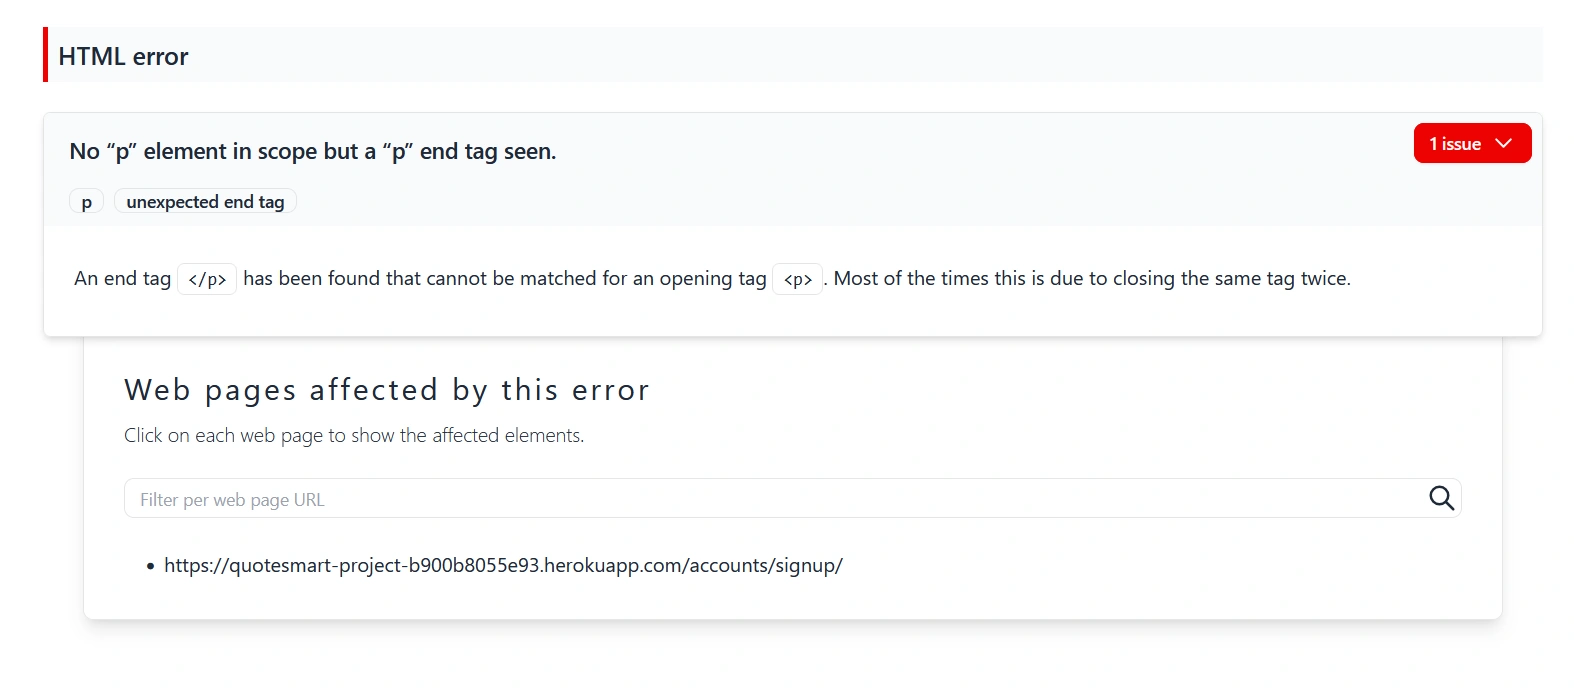 HTML error
No “p” element in scope but a “p” end tag seen.
1 issue
p unexpected end tag
An end tag </p> has been found that cannot be matched for an opening tag <p>. Most of the times this is due to closing the same tag twice.
Web pages affected by this error
Click on each web page to show the affected elements.
Filter per web page URL
• https://quotesmart-project-b900b8055e93.herokuapp.com/accounts/signup/